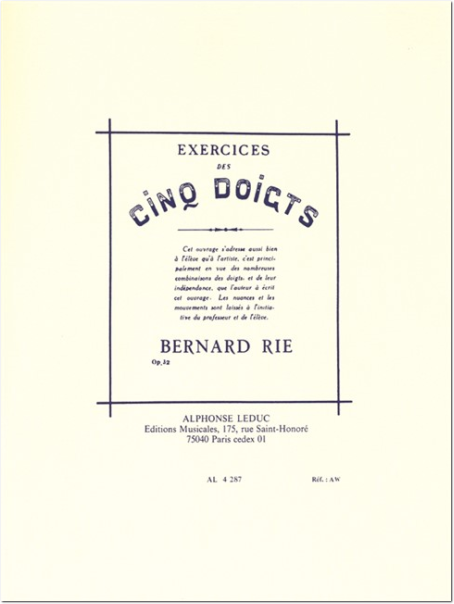 EXERCICES
DES
CINQ DOIGTS
Cet ouvrage s'adresse aussi bien
à l'élève qu'à l'artiste, c'est princi-
palement en vue des nombreuses
combinaisons des doigts, et de leur
indépendance, que l'auteur à écrit
cet ouvrage. Les nuances et les
mouvements sont laissés à l'initia-
tive du professeur et de l'élève.
BERNARD RIE
Op. 32
ALPHONSE LEDUC
Editions Musicales, 175, rue Saint-Honoré
75040 Paris cedex 01
AL 4 287
Réf. : AW